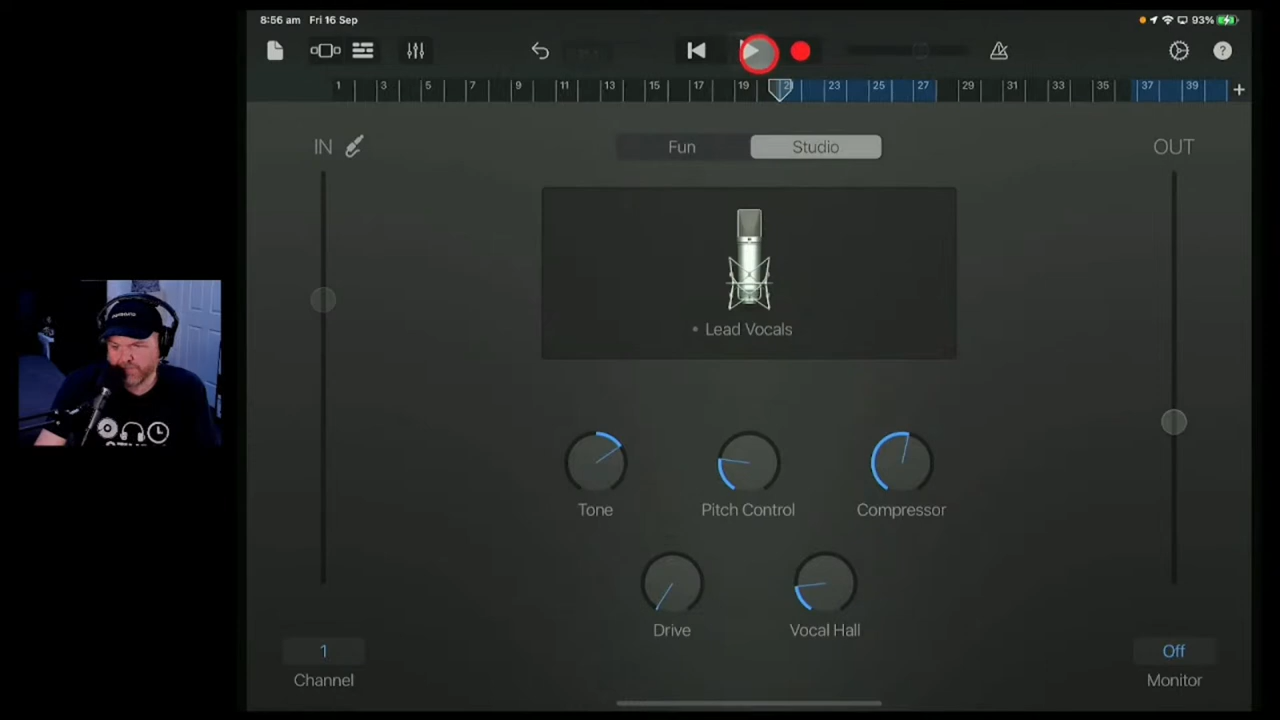 8:56 am Fri 16 Sep
93%
1 3 5 7 9 11 13 15 17 19 21 23 25 27 29 31 33 35 37 39 +
IN
Fun Studio
OUT
Lead Vocals
Tone Pitch Control Compressor
Drive Vocal Hall
1 Off
Channel Monitor